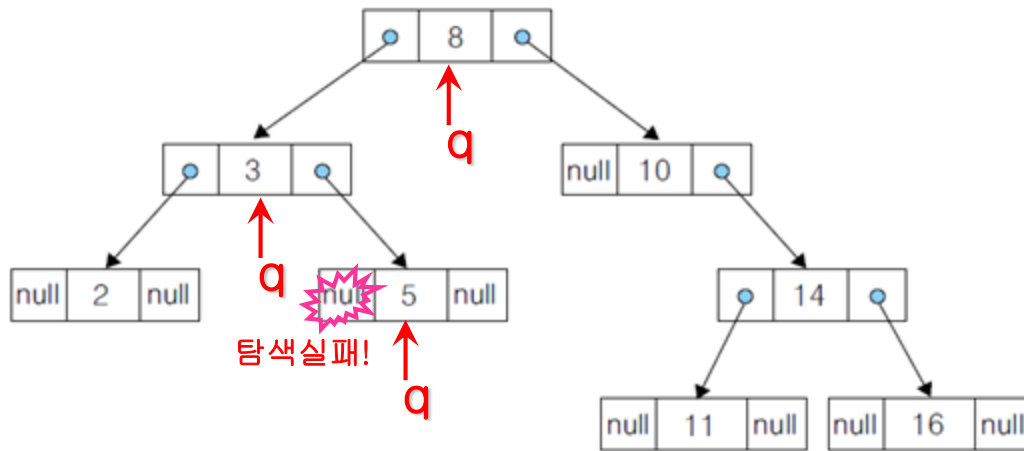 8
q
3
null 10
q
null 2 null
null 5 null
14
탐색실패!
q
null 11 null
null 16 null